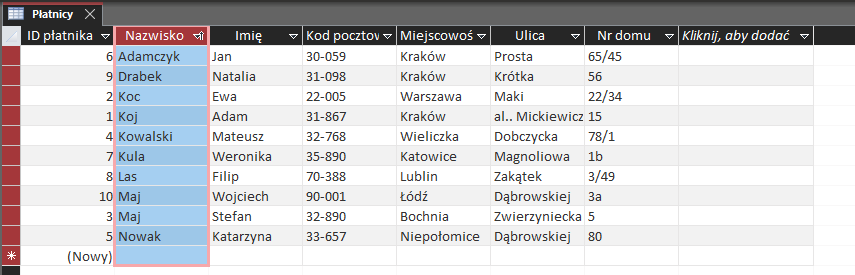 Płatnicy
ID płatnika Nazwisko Imię Kod pocztow Miejscowoś Ulica Nr domu Kliknij, aby dodać
6 Adamczyk Jan 30-059 Kraków Prosta 65/45
9 Drabek Natalia 31-098 Kraków Krótka 56
2 Koc Ewa 22-005 Warszawa Maki 22/34
1 Koj Adam 31-867 Kraków al.. Mickiewicz 15
4 Kowalski Mateusz 32-768 Wieliczka Dobczycka 78/1
7 Kula Weronika 35-890 Katowice Magnoliowa 1b
8 Las Filip 70-388 Lublin Zakątek 3/49
10 Maj Wojciech 90-001 Łódź Dąbrowskiej 3a
3 Maj Stefan 32-890 Bochnia Zwierzyniecka 5
5 Nowak Katarzyna 33-657 Niepołomice Dąbrowskiej 80
(Nowy)